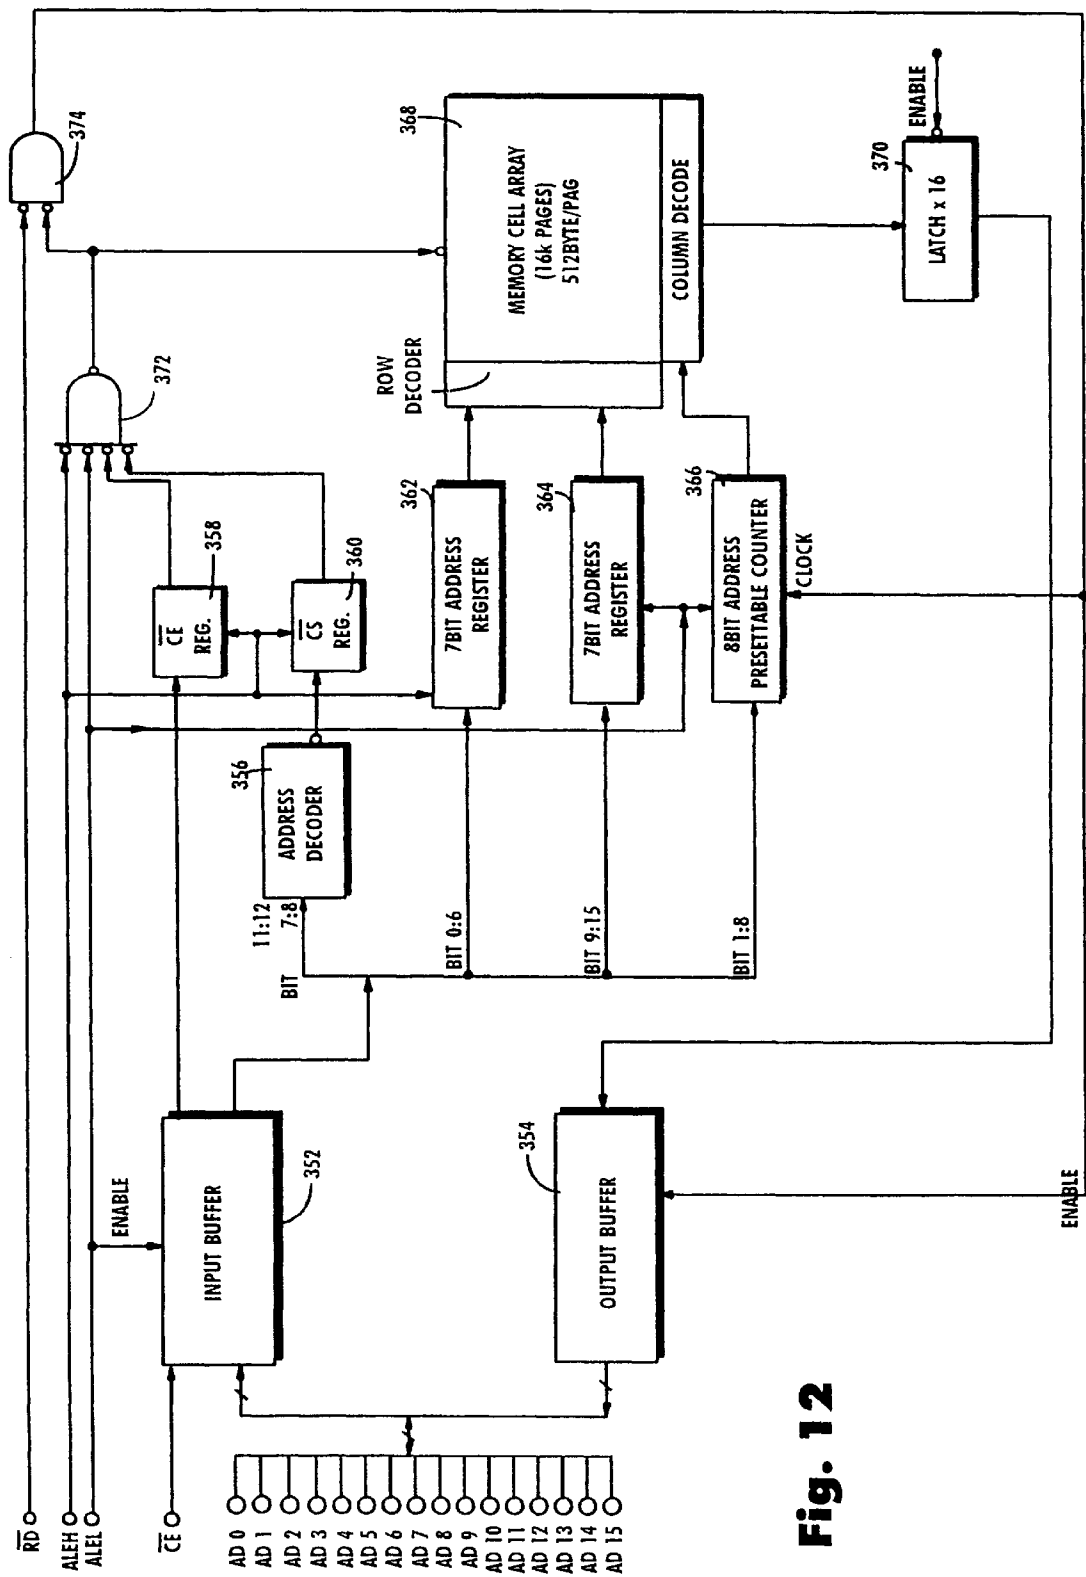 RD
ALEH
ALEL
CE
AD 0
AD 1
AD 2
AD 3
AD 4
AD 5
AD 6
AD 7
AD 8
AD 9
AD 10
AD 11
AD 12
AD 13
AD 14
AD 15
ENABLE
INPUT BUFFER
352
OUTPUT BUFFER
354
ENABLE
BIT
11:12
7:8
BIT 0:6
BIT 9:15
BIT 1:8
ADDRESS
DECODER
356
CE
REG.
358
CS
REG.
360
7BIT ADDRESS
REGISTER
362
7BIT ADDRESS
REGISTER
364
8BIT ADDRESS
PRESETTABLE COUNTER
366
CLOCK
372
374
ROW
DECODER
MEMORY CELL ARRAY
(16k PAGES)
512BYTE/PAG
368
COLUMN DECODE
LATCH x 16
370
ENABLE
Fig. 12